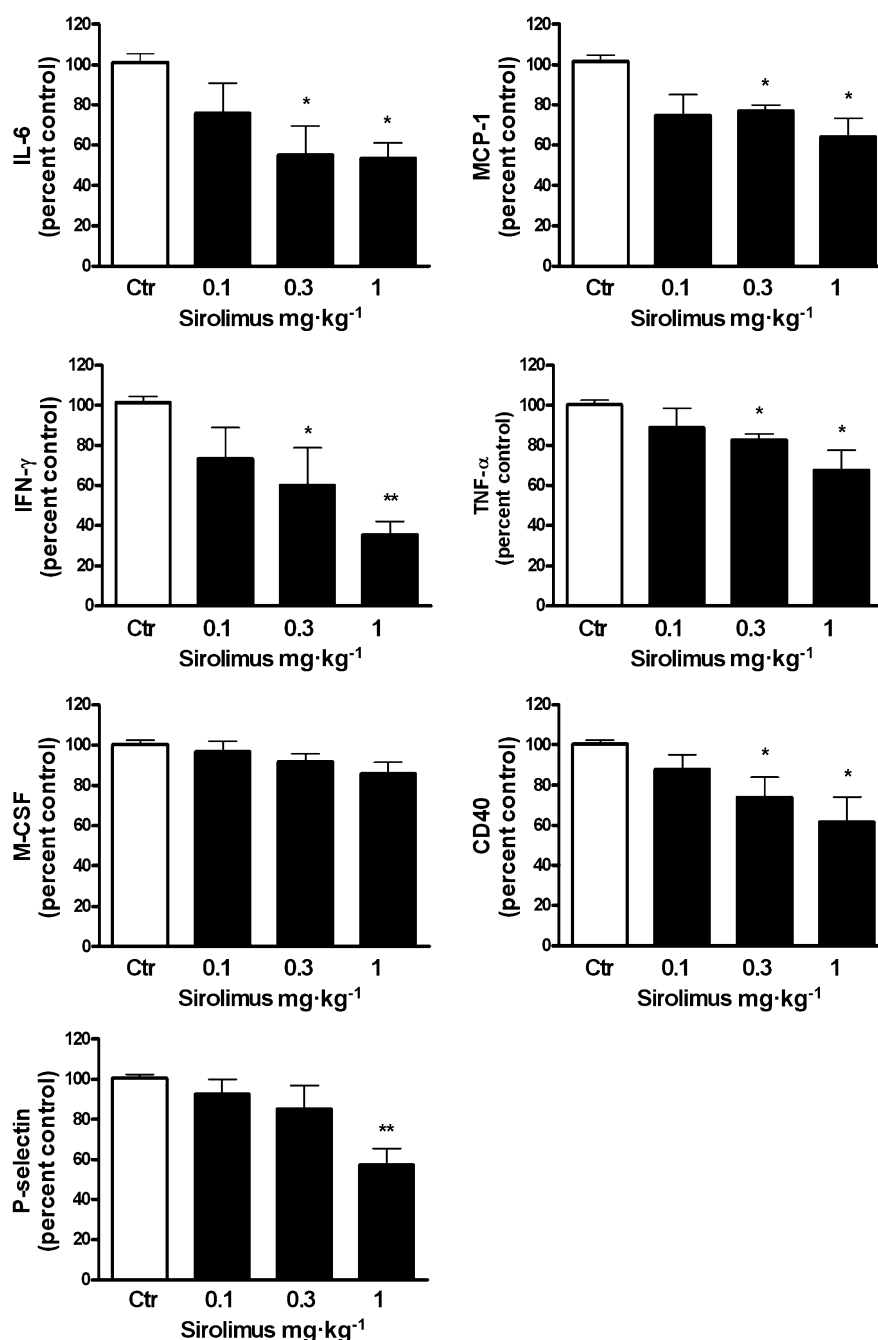 IL-6
(percent control)
120
100
80
60
40
20
0
*
*
Ctr 0.1 0.3 1
Sirolimus mg·kg⁻¹
MCP-1
(percent control)
120
100
80
60
40
20
0
*
*
Ctr 0.1 0.3 1
Sirolimus mg·kg⁻¹
IFN-γ
(percent control)
120
100
80
60
40
20
0
*
**
Ctr 0.1 0.3 1
Sirolimus mg·kg⁻¹
TNF-α
(percent control)
120
100
80
60
40
20
0
*
*
Ctr 0.1 0.3 1
Sirolimus mg·kg⁻¹
M-CSF
(percent control)
120
100
80
60
40
20
0
Ctr 0.1 0.3 1
Sirolimus mg·kg⁻¹
CD40
(percent control)
120
100
80
60
40
20
0
*
*
Ctr 0.1 0.3 1
Sirolimus mg·kg⁻¹
P-selectin
(percent control)
120
100
80
60
40
20
0
**
Ctr 0.1 0.3 1
Sirolimus mg·kg⁻¹